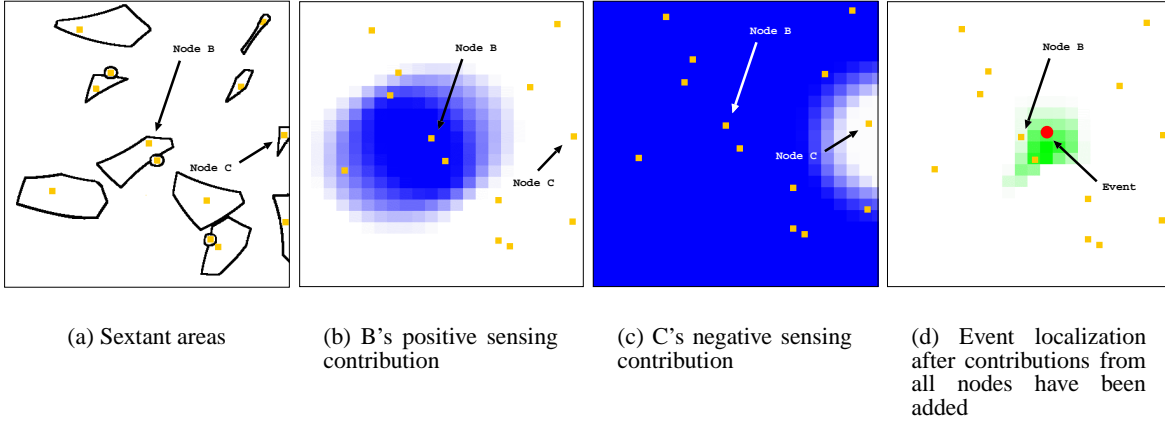 Node B
Node C
Node B
Node C
Node B
Node C
Node B
Event
(a) Sextant areas
(b) B's positive sensing
contribution
(c) C's negative sensing
contribution
(d) Event localization
after contributions from
all nodes have been
added